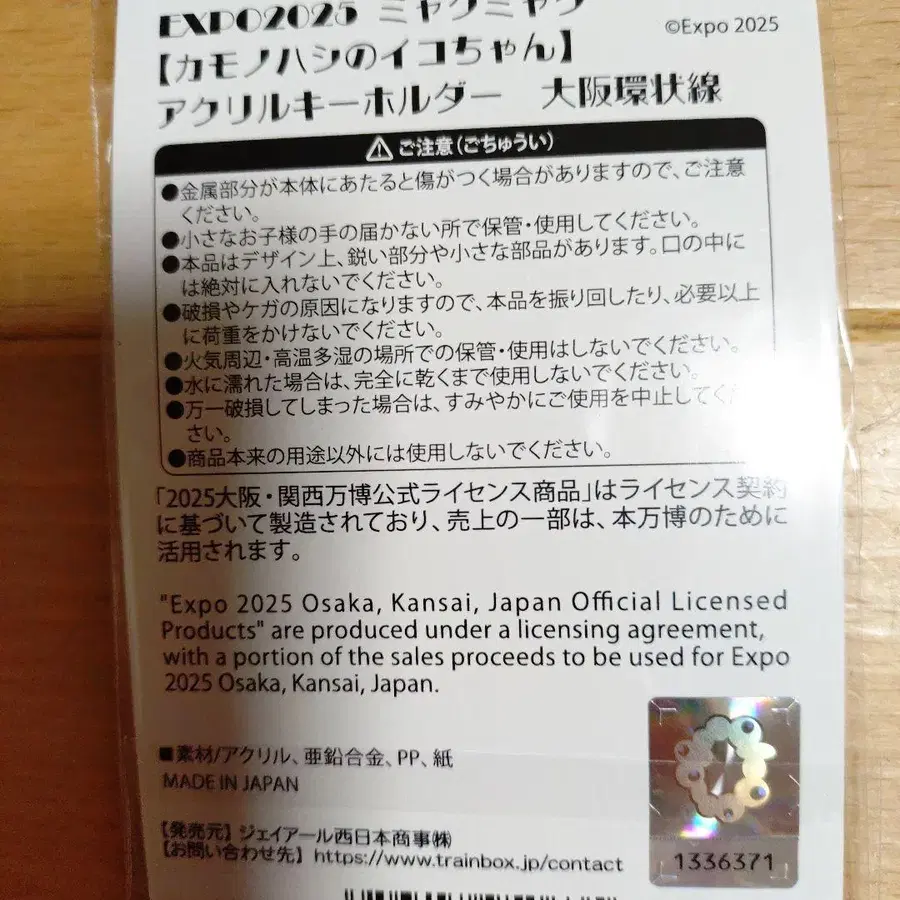 EXPO2025 ミャクミャク
©Expo 2025
【カモノハシのイコちゃん】
アクリルキーホルダー 大阪環状線
ご注意(ごちゅうい)
●金属部分が本体にあたると傷がつく場合がありますので、ご注意
ください。
●小さなお子様の手の届かない所で保管・使用してください。
●本品はデザイン上、鋭い部分や小さな部品があります。口の中に
は絶対に入れないでください。
●破損やケガの原因になりますので、本品を振り回したり、必要以上
に荷重をかけないでください。
●火気周辺・高温多湿の場所での保管・使用はしないでください。
●水に濡れた場合は、完全に乾くまで使用しないでください。
●万一破損してしまった場合は、すみやかにご使用を中止してくだ
さい。
●商品本来の用途以外には使用しないでください。
「2025大阪・関西万博公式ライセンス商品」はライセンス契約
に基づいて製造されており、売上の一部は、本万博のために
活用されます。
"Expo 2025 Osaka, Kansai, Japan Official Licensed
Products" are produced under a licensing agreement,
with a portion of the sales proceeds to be used for Expo
2025 Osaka, Kansai, Japan.
■素材/アクリル、亜鉛合金、PP、紙
MADE IN JAPAN
【発売元】ジェイアール西日本商事㈱
【お問い合わせ先】https://www.trainbox.jp/contact
1336371